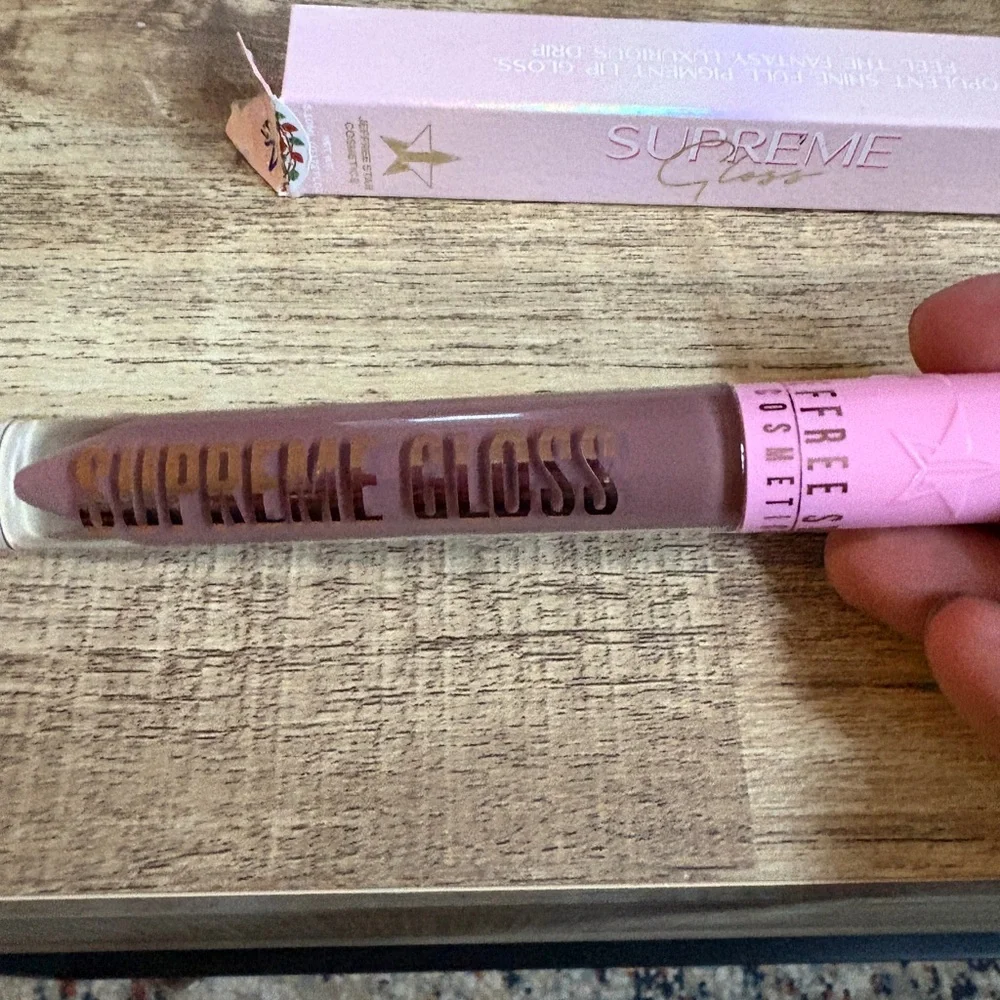 OPULENT SHINE, FULL PIGMENT LIP GLOSS.
FEEL THE FANTASY. LUXURIOUS DRIP.
SUPREME
Gloss
JEFFREE STAR
COSMETICS
SUPREME GLOSS
FFREE S
COSMETI